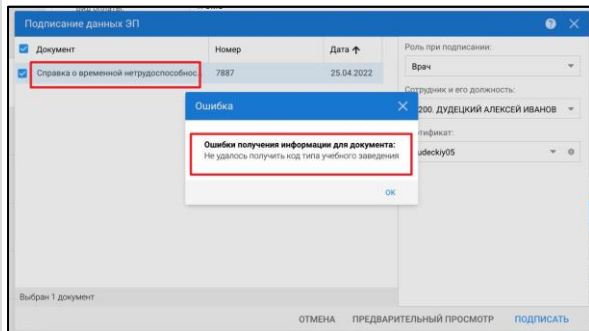 Подписание данных ЭП
Документ Номер Дата
Роль при подписании:
Врач
Справка о временной нетрудоспособнос... 7887 25.04.2022
Сотрудник и его должность:
200. ДУДЕЦКИЙ АЛЕКСЕЙ ИВАНОВ
Ошибка
Ошибки получения информации для документа:
Не удалось получить код типа учебного заведения
ОК
тификат:
udeckiy05
Выбран 1 документ
ОТМЕНА ПРЕДВАРИТЕЛЬНЫЙ ПРОСМОТР ПОДПИСАТЬ